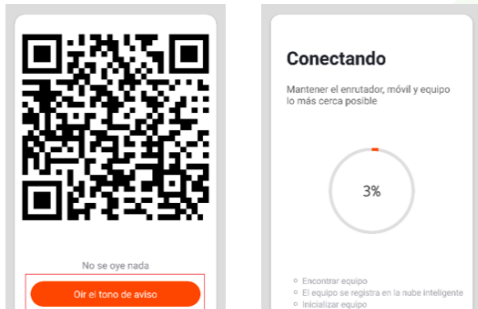 No se oye nada
Oír el tono de aviso
Conectando
Mantener el enrutador, móvil y equipo
lo más cerca posible
3%
Encontrar equipo
El equipo se registra en la nube inteligente
Inicializar equipo